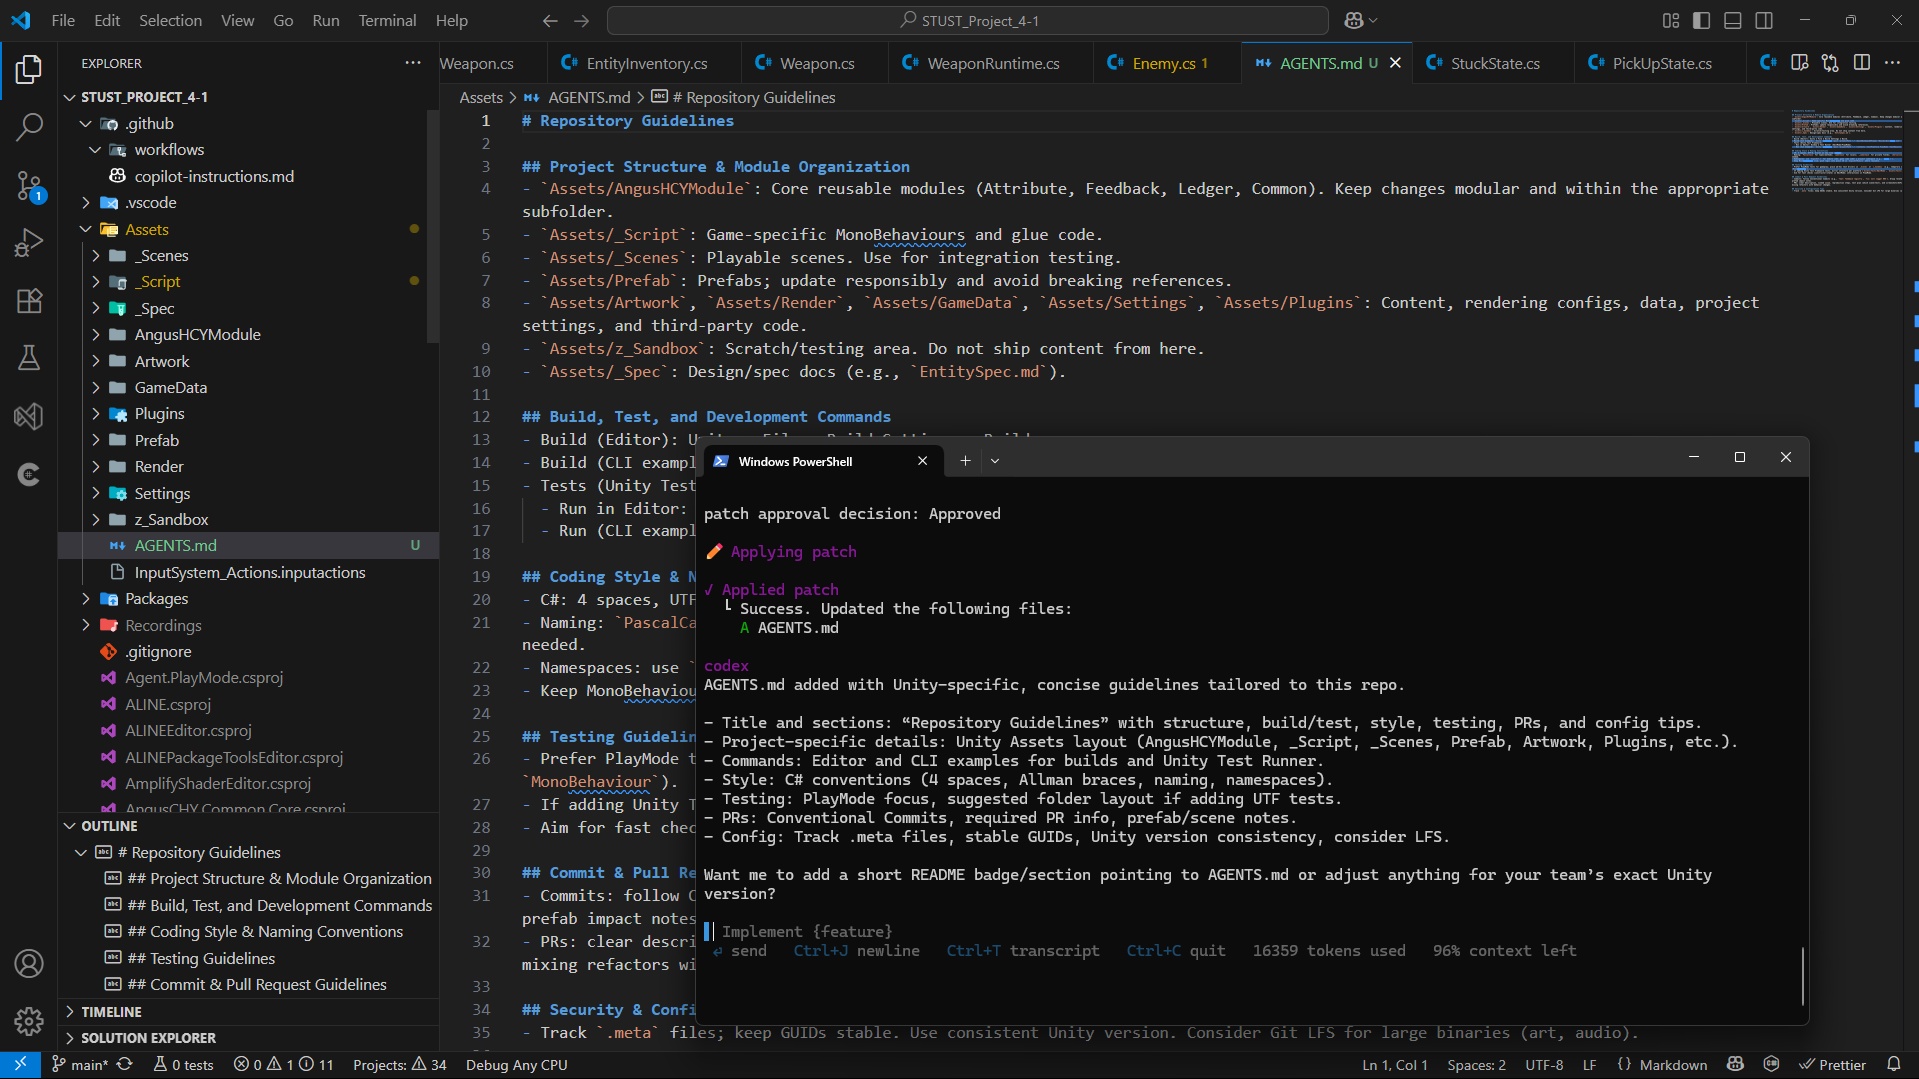 File Edit Selection View Go Run Terminal Help
STUST_Project_4-1
EXPLORER
STUST_PROJECT_4-1
.github
workflows
copilot-instructions.md
1
.vscode
Assets
_Scenes
_Script
_Spec
AngusHCYModule
Artwork
GameData
Plugins
Prefab
Render
Settings
z_Sandbox
AGENTS.md U
InputSystem_Actions.inputactions
Packages
Recordings
.gitignore
Agent.PlayMode.csproj
ALINE.csproj
ALINEEditor.csproj
ALINEPackageToolsEditor.csproj
AmplifyShaderEditor.csproj
AngusCHY.Common.Core.csproj
OUTLINE
# Repository Guidelines
## Project Structure & Module Organization
## Build, Test, and Development Commands
## Coding Style & Naming Conventions
## Testing Guidelines
## Commit & Pull Request Guidelines
TIMELINE
SOLUTION EXPLORER
Weapon.cs EntityInventory.cs Weapon.cs WeaponRuntime.cs Enemy.cs 1 AGENTS.md U StuckState.cs PickUpState.cs
Assets > AGENTS.md > # Repository Guidelines
1 # Repository Guidelines
2
3 ## Project Structure & Module Organization
4 - `Assets/AngusHCYModule`: Core reusable modules (Attribute, Feedback, Ledger, Common). Keep changes modular and within the appropriate
subfolder.
5 - `Assets/_Script`: Game-specific MonoBehaviours and glue code.
6 - `Assets/_Scenes`: Playable scenes. Use for integration testing.
7 - `Assets/Prefab`: Prefabs; update responsibly and avoid breaking references.
8 - `Assets/Artwork`, `Assets/Render`, `Assets/GameData`, `Assets/Settings`, `Assets/Plugins`: Content, rendering configs, data, project
settings, and third-party code.
9 - `Assets/z_Sandbox`: Scratch/testing area. Do not ship content from here.
10 - `Assets/_Spec`: Design/spec docs (e.g., `EntitySpec.md`).
11
12 ## Build, Test, and Development Commands
13 - Build (Editor):
14 - Build (CLI exampl
15 - Tests (Unity Test
16 - Run in Editor:
17 - Run (CLI exampl
18
19 ## Coding Style & N
20 - C#: 4 spaces, UTF
21 - Naming: `PascalCa
needed.
22 - Namespaces: use `
23 - Keep MonoBehaviou
24
25 ## Testing Guidelin
26 - Prefer PlayMode t
`MonoBehaviour`).
27 - If adding Unity T
28 - Aim for fast chec
29
30 ## Commit & Pull Re
31 - Commits: follow C
prefab impact notes
32 - PRs: clear descri
mixing refactors wi
33
34 ## Security & Confi
35 - Track `.meta` files; keep GUIDs stable. Use consistent Unity version. Consider Git LFS for large binaries (art, audio).
Windows PowerShell
patch approval decision: Approved
Applying patch
✓ Applied patch
└ Success. Updated the following files:
A AGENTS.md
codex
AGENTS.md added with Unity-specific, concise guidelines tailored to this repo.
- Title and sections: “Repository Guidelines” with structure, build/test, style, testing, PRs, and config tips.
- Project-specific details: Unity Assets layout (AngusHCYModule, _Script, _Scenes, Prefab, Artwork, Plugins, etc.).
- Commands: Editor and CLI examples for builds and Unity Test Runner.
- Style: C# conventions (4 spaces, Allman braces, naming, namespaces).
- Testing: PlayMode focus, suggested folder layout if adding UTF tests.
- PRs: Conventional Commits, required PR info, prefab/scene notes.
- Config: Track .meta files, stable GUIDs, Unity version consistency, consider LFS.
Want me to add a short README badge/section pointing to AGENTS.md or adjust anything for your team’s exact Unity
version?
Implement {feature}
⏎ send Ctrl+J newline Ctrl+T transcript Ctrl+C quit 16359 tokens used 96% context left
main* 0 tests 0 1 11 Projects: 34 Debug Any CPU Ln 1, Col 1 Spaces: 2 UTF-8 LF {} Markdown Prettier